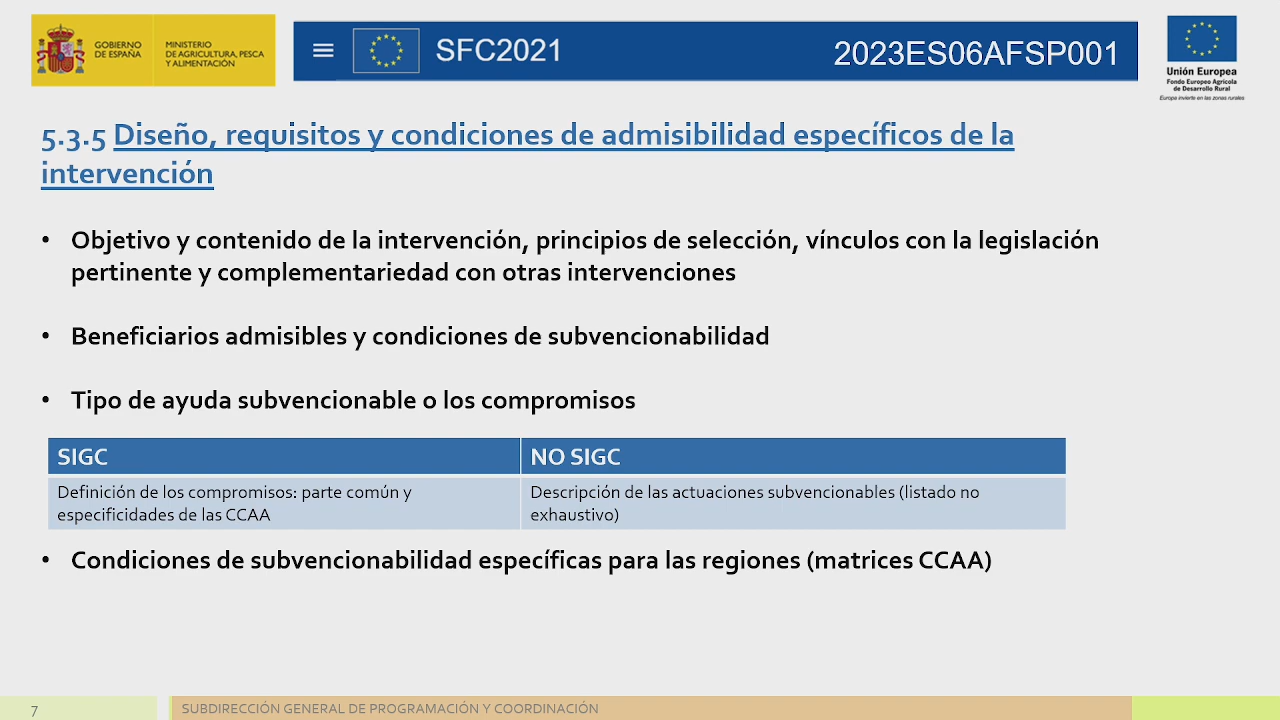 GOBIERNO
DE ESPAÑA
MINISTERIO
DE AGRICULTURA, PESCA
Y ALIMENTACIÓN
SFC2021
2023ES06AFSP001
Unión Europea
Fondo Europeo Agrícola
de Desarrollo Rural
Europa invierte en las zonas rurales
5.3.5 Diseño, requisitos y condiciones de admisibilidad específicos de la
intervención
• Objetivo y contenido de la intervención, principios de selección, vínculos con la legislación
pertinente y complementariedad con otras intervenciones
• Beneficiarios admisibles y condiciones de subvencionabilidad
• Tipo de ayuda subvencionable o los compromisos
SIGC
NO SIGC
Definición de los compromisos: parte común y
especificidades de las CCAA
Descripción de las actuaciones subvencionables (listado no
exhaustivo)
• Condiciones de subvencionabilidad específicas para las regiones (matrices CCAA)
7
SUBDIRECCIÓN GENERAL DE PROGRAMACIÓN Y COORDINACIÓN